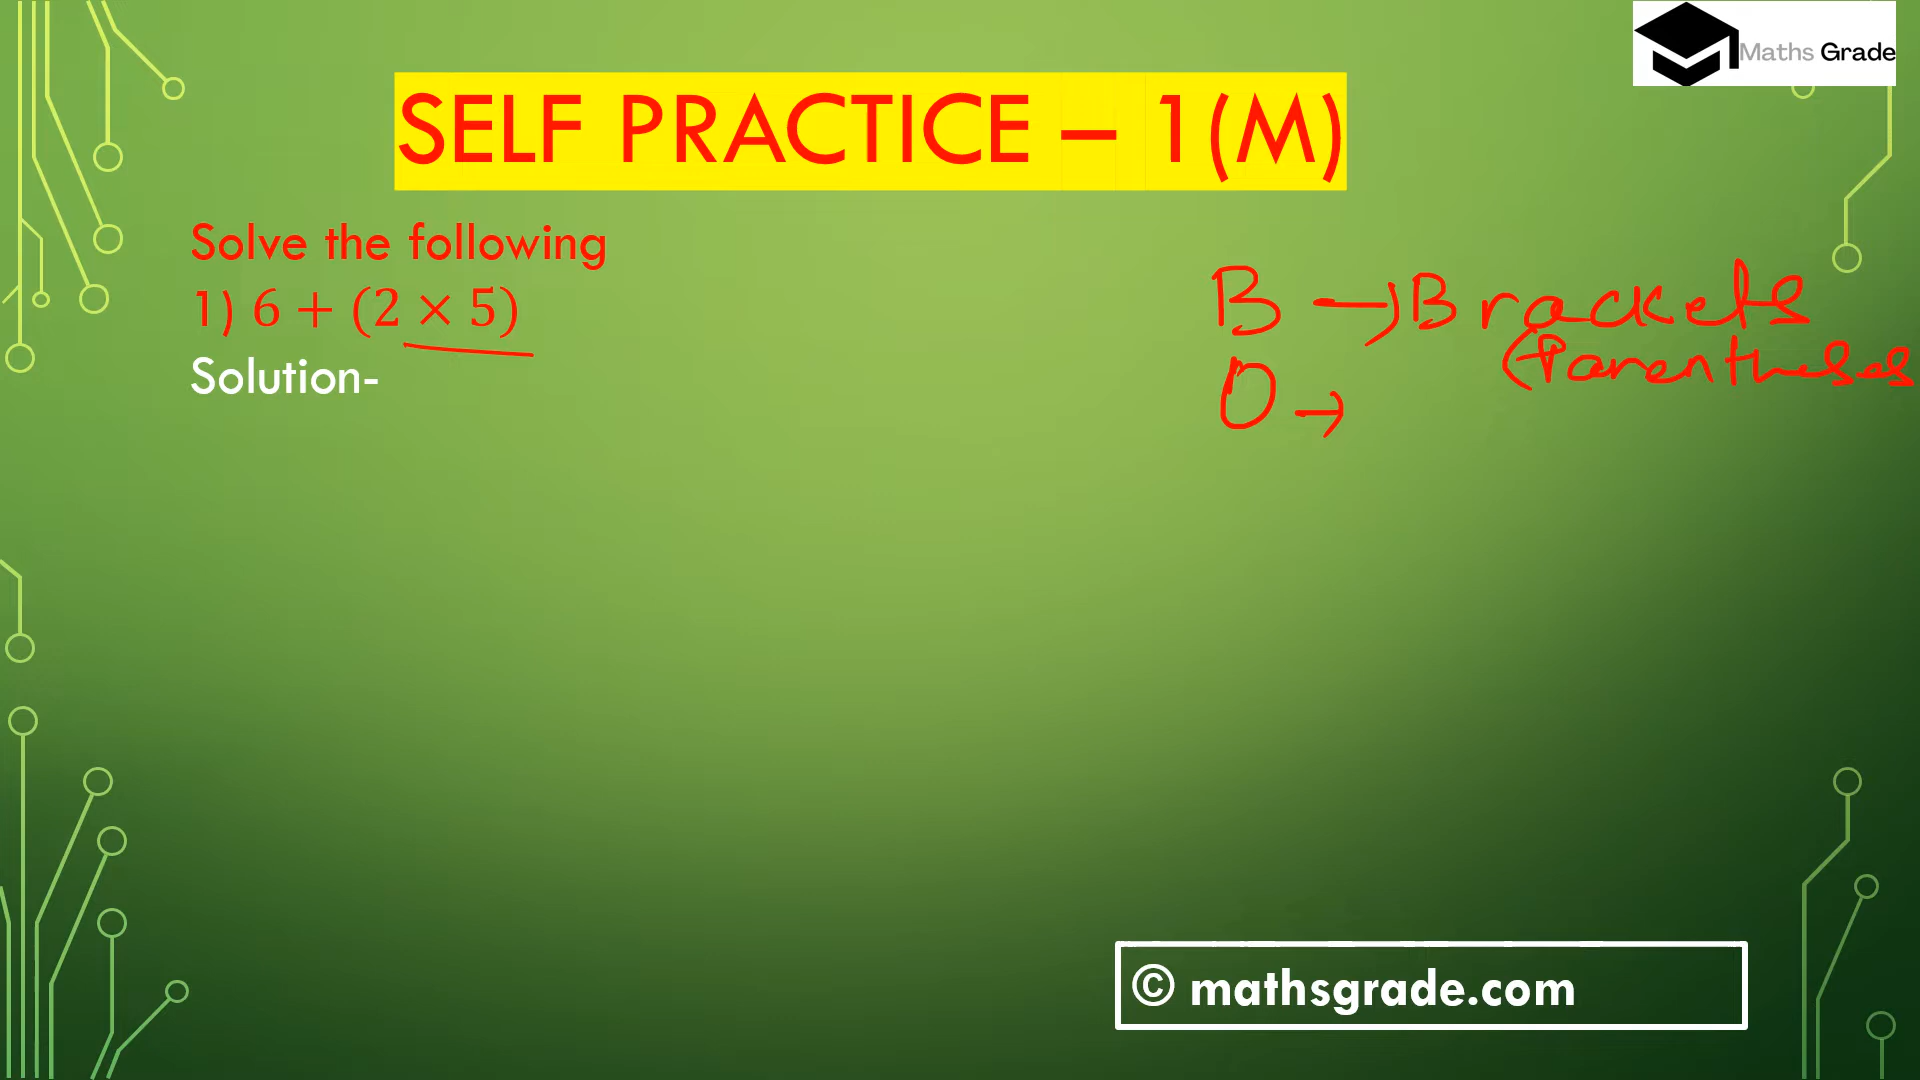 Maths Grade
SELF PRACTICE – 1(M)
Solve the following
1) 6 + (2 × 5)
Solution-
B → Brackets
(Parentheses
O →
© mathsgrade.com